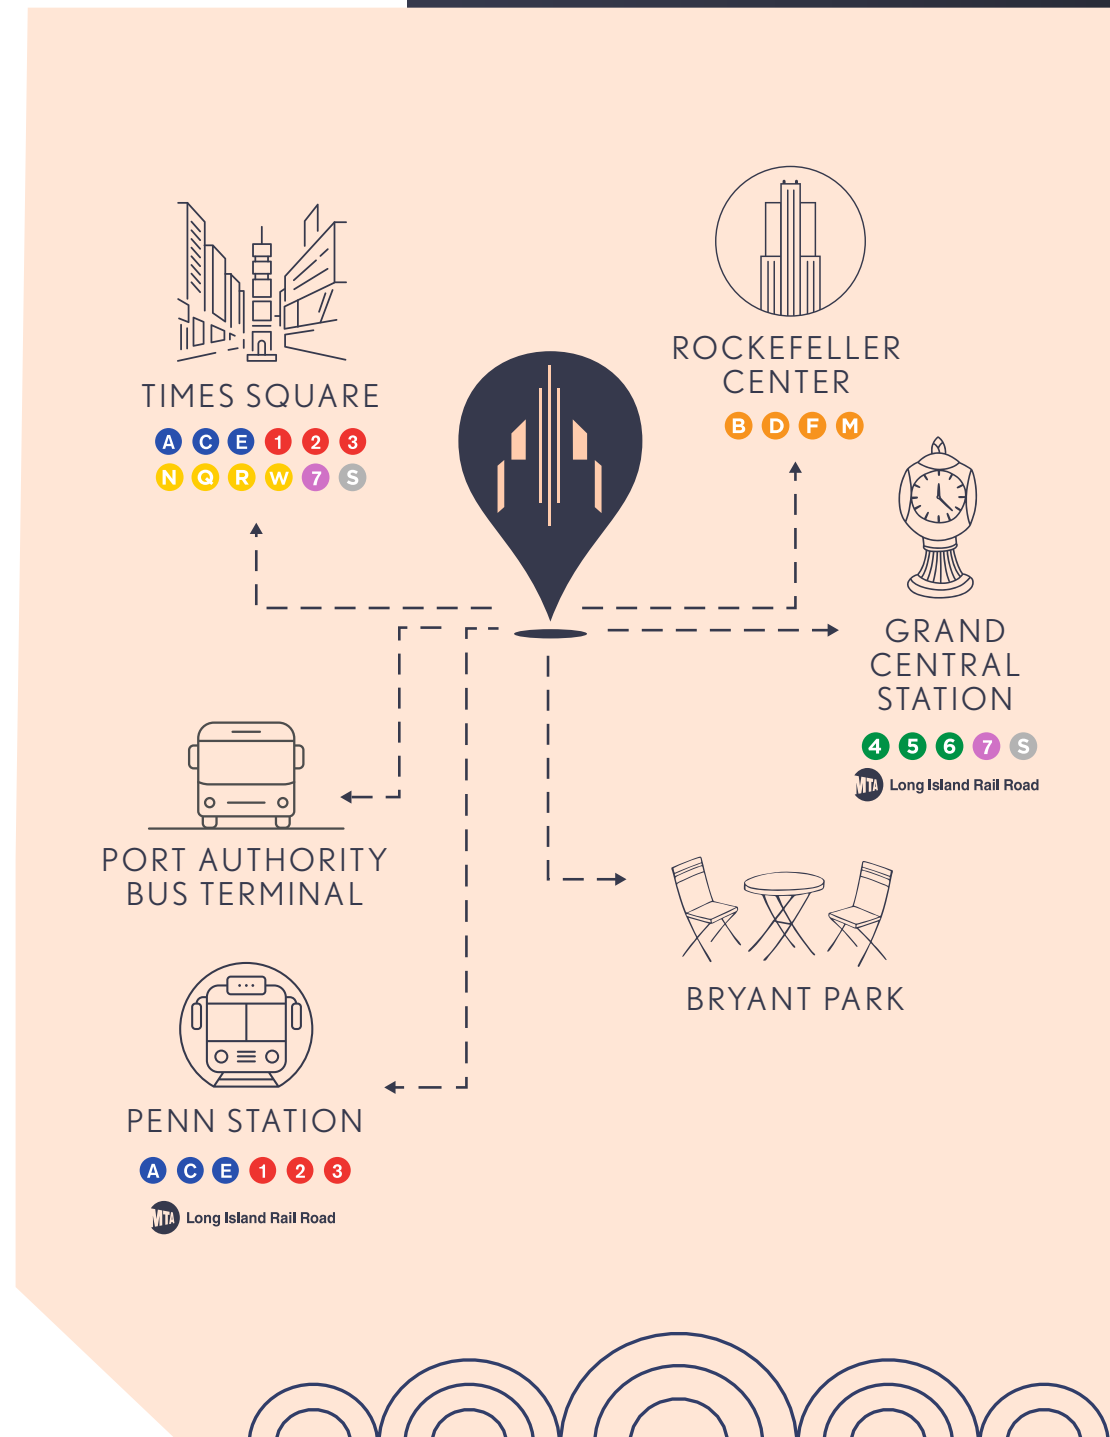 TIMES SQUARE
A C E 1 2 3
N Q R W 7 S
ROCKEFELLER
CENTER
B D F M
GRAND
CENTRAL
STATION
4 5 6 7 S
MTA Long Island Rail Road
PORT AUTHORITY
BUS TERMINAL
BRYANT PARK
PENN STATION
A C E 1 2 3
MTA Long Island Rail Road